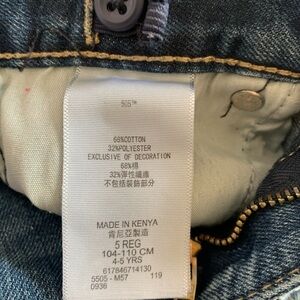 505™
68%COTTON
32%POLYESTER
EXCLUSIVE OF DECORATION
68%棉
32%彈性纖維
不包括裝飾部分
MADE IN KENYA
肯尼亞製造
5 REG
104-110 CM
4-5 YRS
617846714130
5505 - M57 119
0936